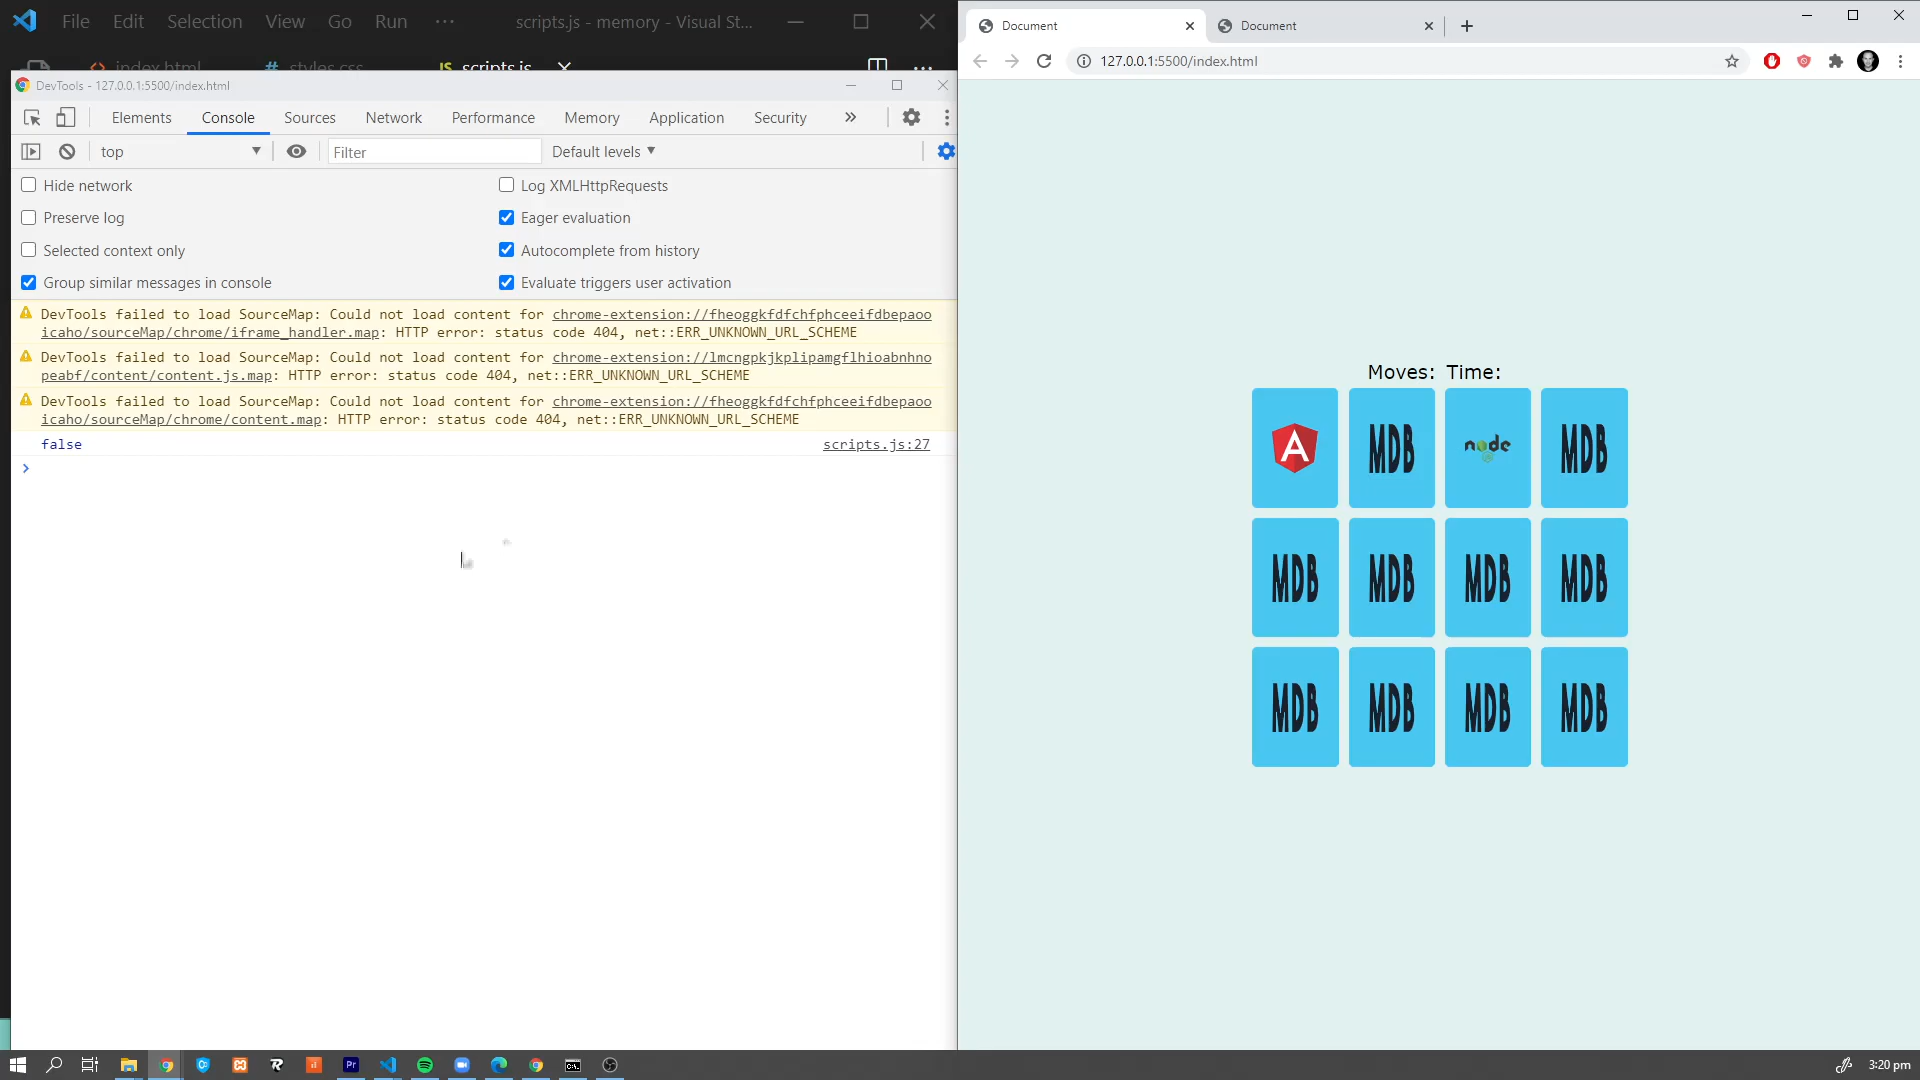 File Edit Selection View Go Run ··· scripts.js - memory - Visual St...
index.html # styles.css JS scripts.js
DevTools - 127.0.0.1:5500/index.html
Elements Console Sources Network Performance Memory Application Security »
top Filter Default levels
Hide network Log XMLHttpRequests
Preserve log Eager evaluation
Selected context only Autocomplete from history
Group similar messages in console Evaluate triggers user activation
DevTools failed to load SourceMap: Could not load content for chrome-extension://fheoggkfdfchfphceeifdbepaoo
icaho/sourceMap/chrome/iframe_handler.map: HTTP error: status code 404, net::ERR_UNKNOWN_URL_SCHEME
DevTools failed to load SourceMap: Could not load content for chrome-extension://lmcngpkjkplipamgflhioabnhno
peabf/content/content.js.map: HTTP error: status code 404, net::ERR_UNKNOWN_URL_SCHEME
DevTools failed to load SourceMap: Could not load content for chrome-extension://fheoggkfdfchfphceeifdbepaoo
icaho/sourceMap/chrome/content.map: HTTP error: status code 404, net::ERR_UNKNOWN_URL_SCHEME
false scripts.js:27
Document Document
127.0.0.1:5500/index.html
Moves: Time:
A MDB node MDB
MDB MDB MDB MDB
MDB MDB MDB MDB
Pr 3:20 pm